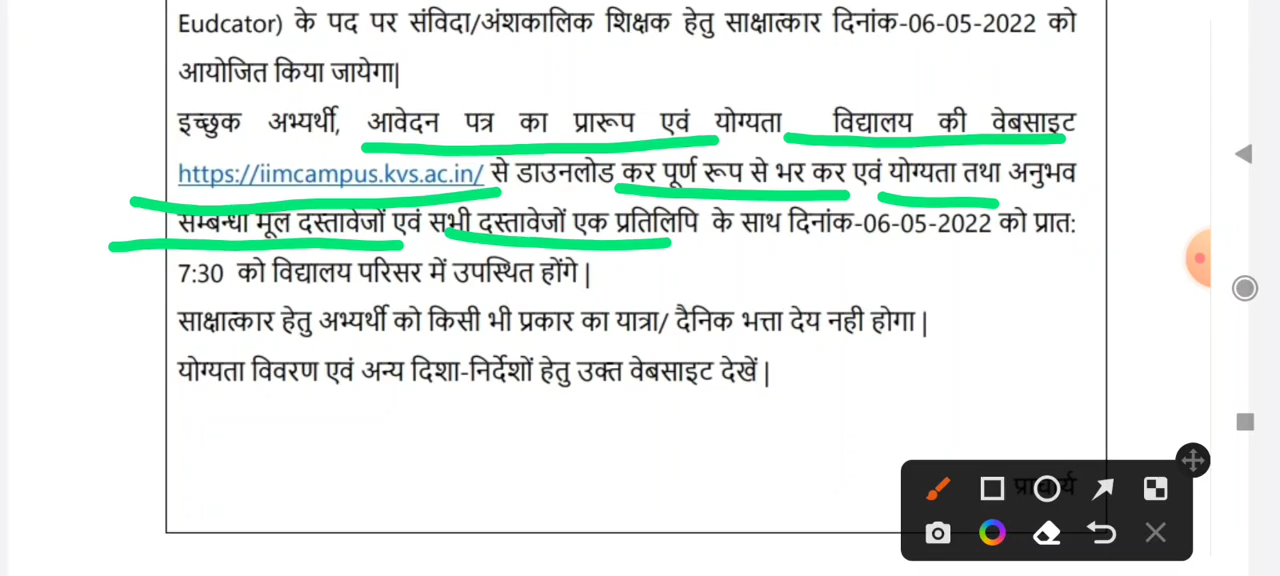 Eudcator) के पद पर संविदा/अंशकालिक शिक्षक हेतु साक्षात्कार दिनांक-06-05-2022 को
आयोजित किया जायेगा|
इच्छुक अभ्यर्थी, आवेदन पत्र का प्रारूप एवं योग्यता विद्यालय की वेबसाइट
https://iimcampus.kvs.ac.in/ से डाउनलोड कर पूर्ण रूप से भर कर एवं योग्यता तथा अनुभव
सम्बन्धी मूल दस्तावेजों एवं सभी दस्तावेजों एक प्रतिलिपि के साथ दिनांक-06-05-2022 को प्रात:
7:30 को विद्यालय परिसर में उपस्थित होंगे|
साक्षात्कार हेतु अभ्यर्थी को किसी भी प्रकार का यात्रा/ दैनिक भत्ता देय नही होगा|
योग्यता विवरण एवं अन्य दिशा-निर्देशों हेतु उक्त वेबसाइट देखें|
प्राचार्य